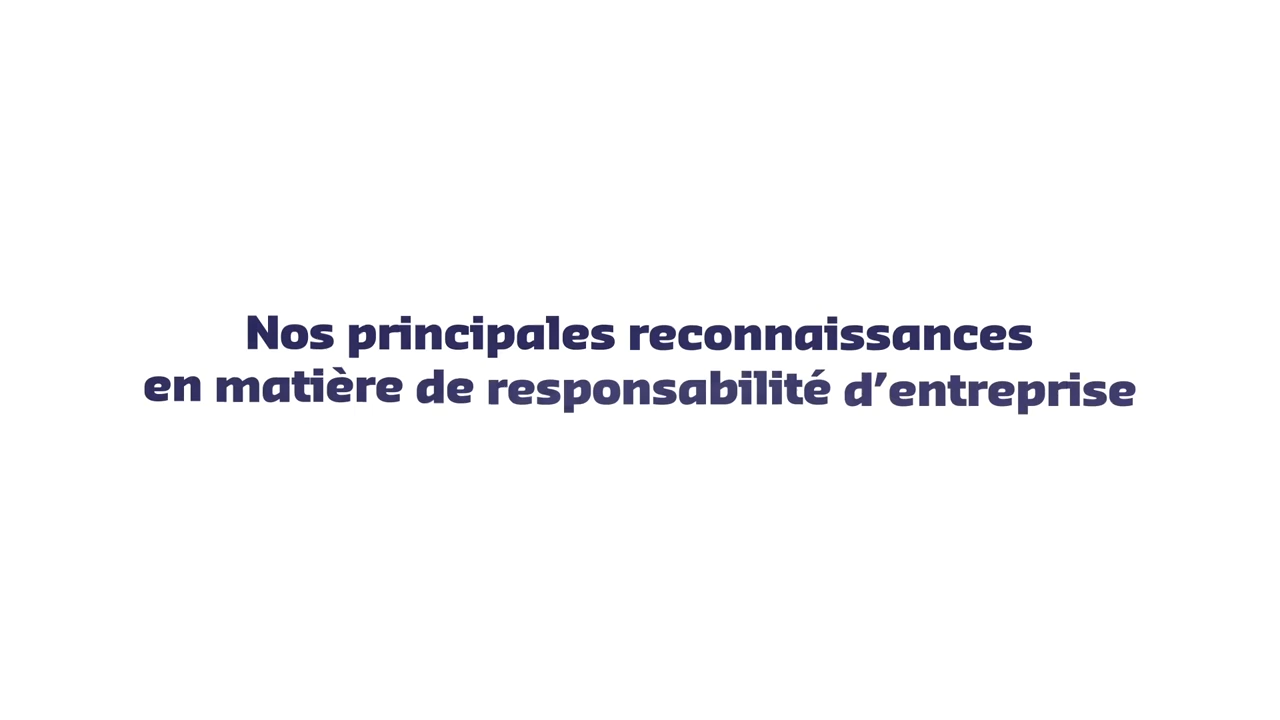 Nos principales reconnaissances
en matière de responsabilité d’entreprise